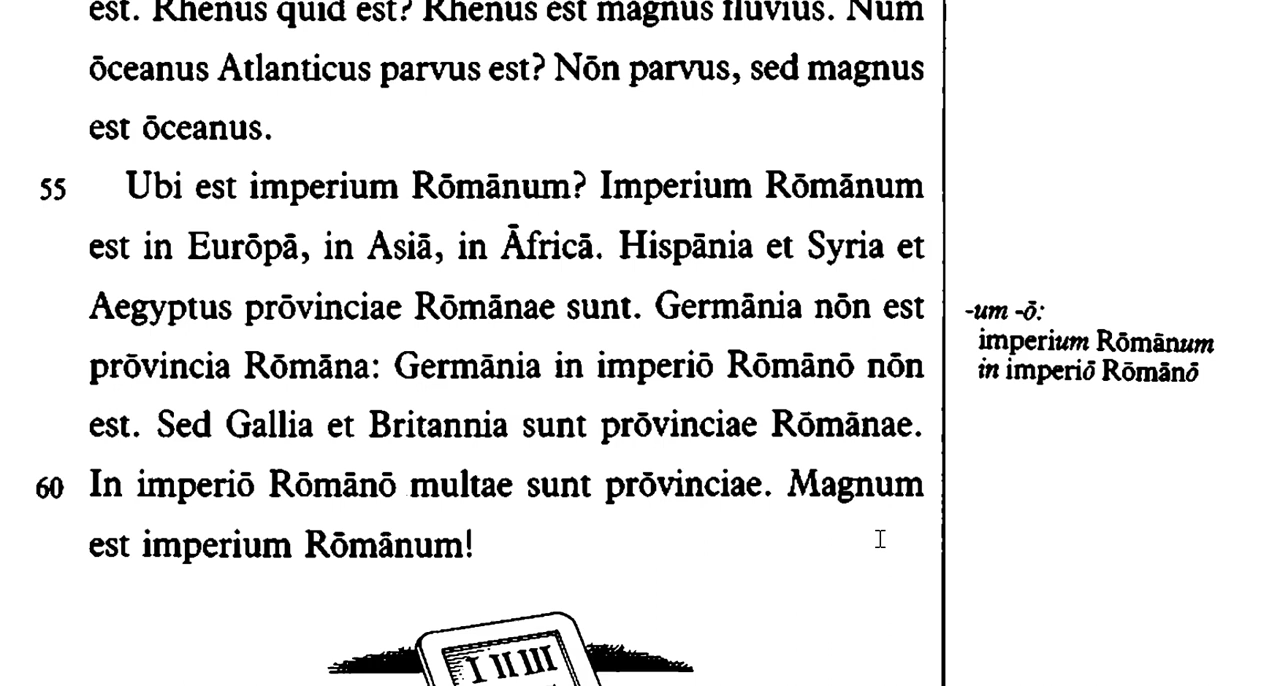 est. Rhēnus quid est? Rhēnus est magnus fluvius. Num
ōceanus Atlanticus parvus est? Nōn parvus, sed magnus
est ōceanus.
55 Ubi est imperium Rōmānum? Imperium Rōmānum
est in Eurōpā, in Asiā, in Āfricā. Hispānia et Syria et
Aegyptus prōvinciae Rōmānae sunt. Germānia nōn est
prōvincia Rōmāna: Germānia in imperiō Rōmānō nōn
est. Sed Gallia et Britannia sunt prōvinciae Rōmānae.
60 In imperiō Rōmānō multae sunt prōvinciae. Magnum
est imperium Rōmānum!
-um -ō:
imperium Rōmānum
in imperiō Rōmānō
I II III